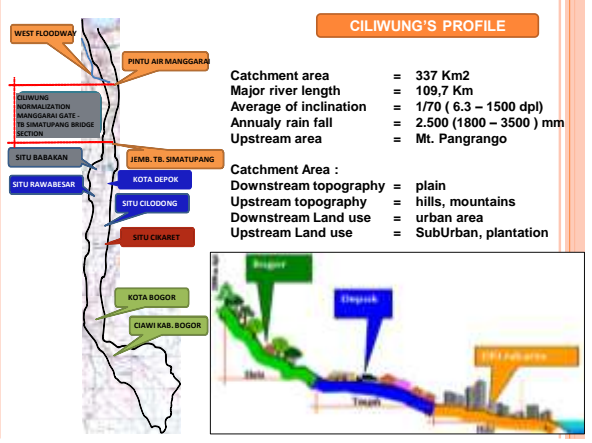 CILIWUNG'S PROFILE
WEST FLOODWAY
PINTU AIR MANGGARAI
CILIWUNG
NORMALIZATION
MANGGARAI GATE -
TB SIMATUPANG BRIDGE
SECTION
SITU BABAKAN
JEMB. TB. SIMATUPANG
SITU RAWABESAR
KOTA DEPOK
SITU CILODONG
SITU CIKARET
KOTA BOGOR
CIAWI KAB. BOGOR
Catchment area = 337 Km2
Major river length = 109,7 Km
Average of inclination = 1/70 ( 6.3 – 1500 dpl)
Annualy rain fall = 2.500 (1800 – 3500 ) mm
Upstream area = Mt. Pangrango
Catchment Area :
Downstream topography = plain
Upstream topography = hills, mountains
Downstream Land use = urban area
Upstream Land use = SubUrban, plantation
Bogor
Depok
DKI Jakarta
Hulu
Tengah
Hilir